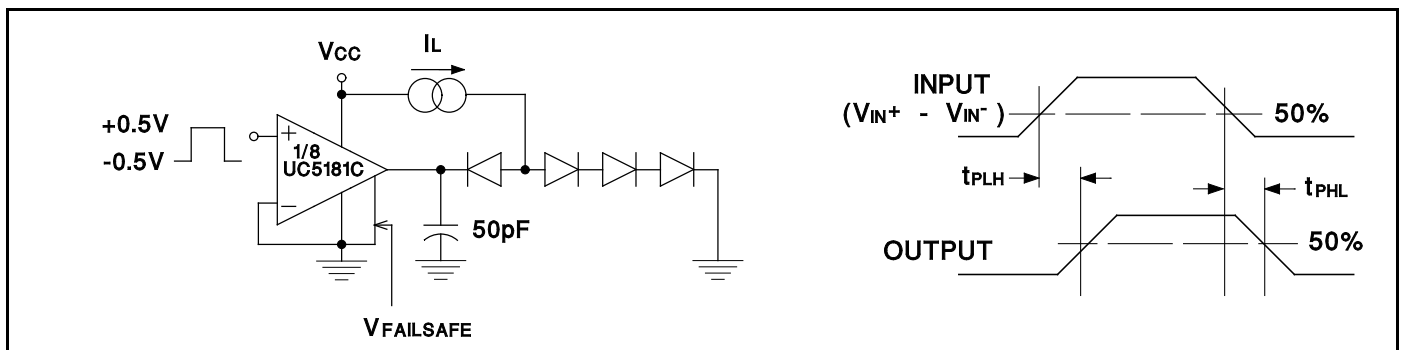 VCC
IL
+0.5V
-0.5V
+
1/8
UC5181C
−
50pF
VFAILSAFE
INPUT
(VIN+ - VIN-)
50%
tPLH
tPHL
OUTPUT
50%